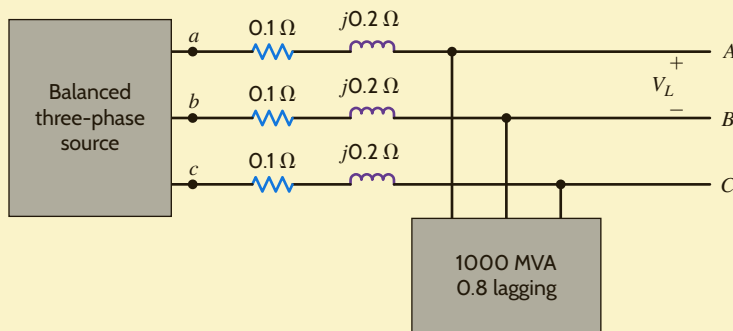 0.1 Ω
j0.2 Ω
a
A
Balanced
three-phase
source
0.1 Ω
j0.2 Ω
+
V_L
−
b
B
0.1 Ω
j0.2 Ω
c
C
1000 MVA
0.8 lagging